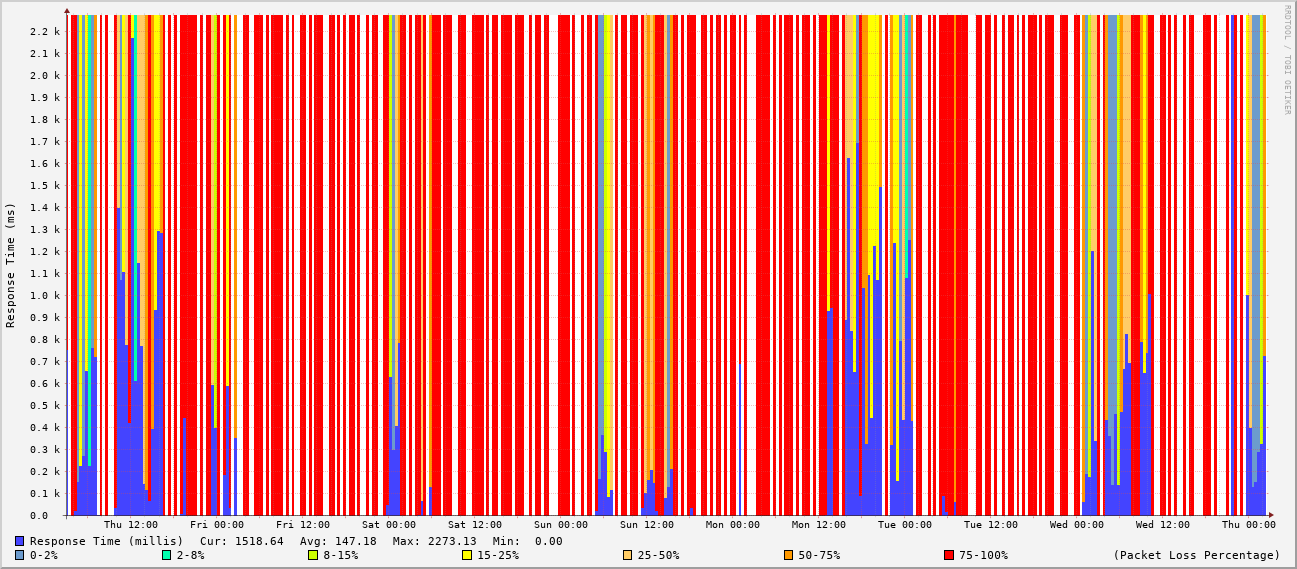 RRDTOOL / TOBI OETIKER
Response Time (ms)
2.2 k
2.1 k
2.0 k
1.9 k
1.8 k
1.7 k
1.6 k
1.5 k
1.4 k
1.3 k
1.2 k
1.1 k
1.0 k
0.9 k
0.8 k
0.7 k
0.6 k
0.5 k
0.4 k
0.3 k
0.2 k
0.1 k
0.0
Thu 12:00 Fri 00:00 Fri 12:00 Sat 00:00 Sat 12:00 Sun 00:00 Sun 12:00 Mon 00:00 Mon 12:00 Tue 00:00 Tue 12:00 Wed 00:00 Wed 12:00 Thu 00:00
Response Time (millis) Cur: 1518.64 Avg: 147.18 Max: 2273.13 Min: 0.00
0-2% 2-8% 8-15% 15-25% 25-50% 50-75% 75-100% (Packet Loss Percentage)